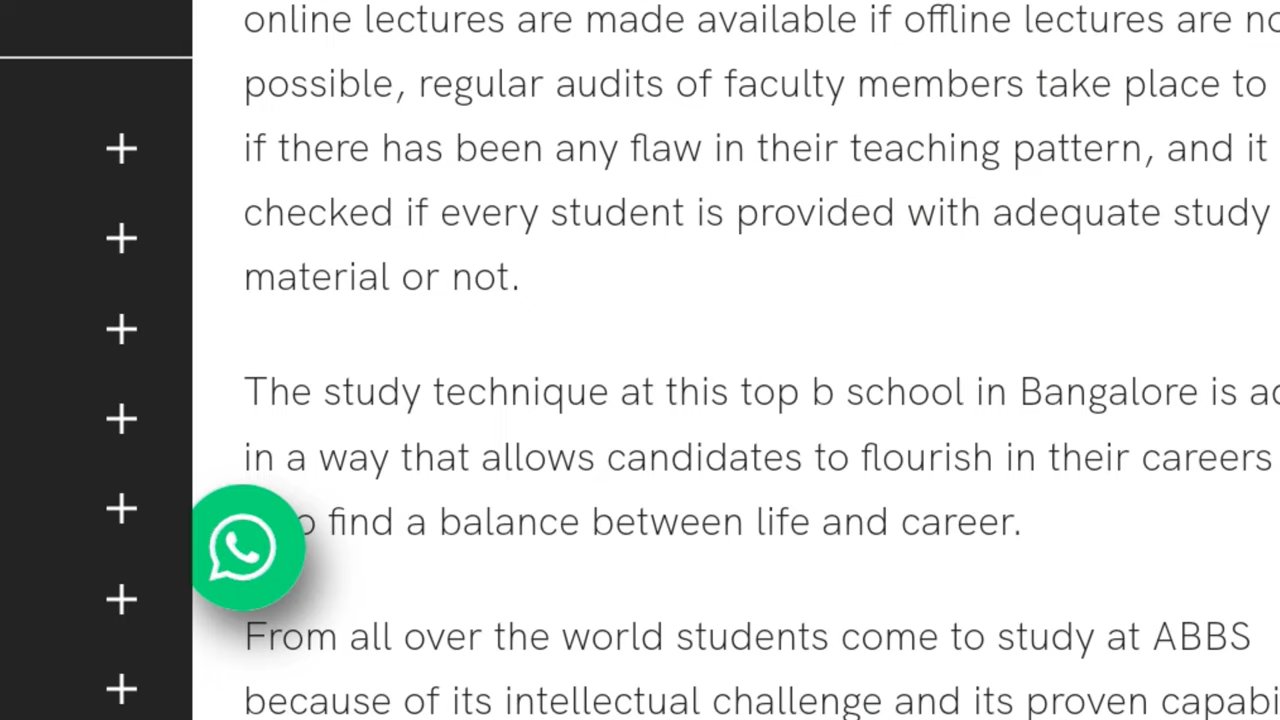 online lectures are made available if offline lectures are
possible, regular audits of faculty members take place to
if there has been any flaw in their teaching pattern, and it
checked if every student is provided with adequate study
material or not.
The study technique at this top b school in Bangalore is
in a way that allows candidates to flourish in their careers
find a balance between life and career.
From all over the world students come to study at ABBS
because of its intellectual challenge and its proven